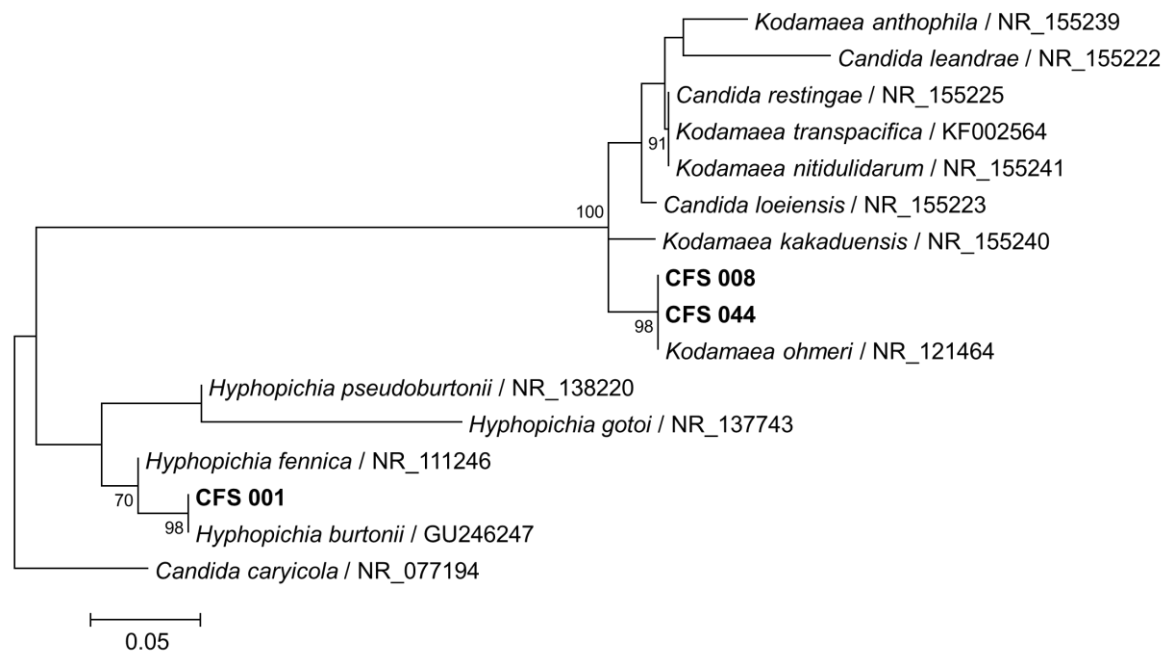 Kodamaea anthophila / NR_155239
Candida leandrae / NR_155222
Candida restingae / NR_155225
Kodamaea transpacifica / KF002564
91
Kodamaea nitidulidarum / NR_155241
Candida loeiensis / NR_155223
100
Kodamaea kakaduensis / NR_155240
CFS 008
CFS 044
98
Kodamaea ohmeri / NR_121464
Hyphopichia pseudoburtonii / NR_138220
Hyphopichia gotoi / NR_137743
Hyphopichia fennica / NR_111246
70
CFS 001
98
Hyphopichia burtonii / GU246247
Candida caryicola / NR_077194
0.05